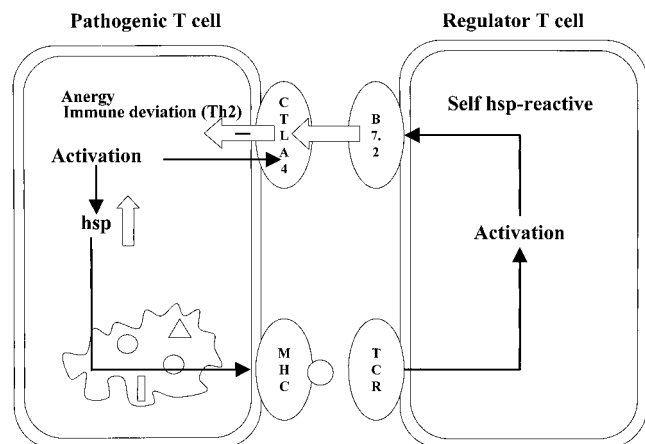 Pathogenic T cell
Regulator T cell
Anergy
Immune deviation (Th2)
Activation
hsp
C
T
L
A
4
B
7.
2
Self hsp-reactive
Activation
M
H
C
T
C
R